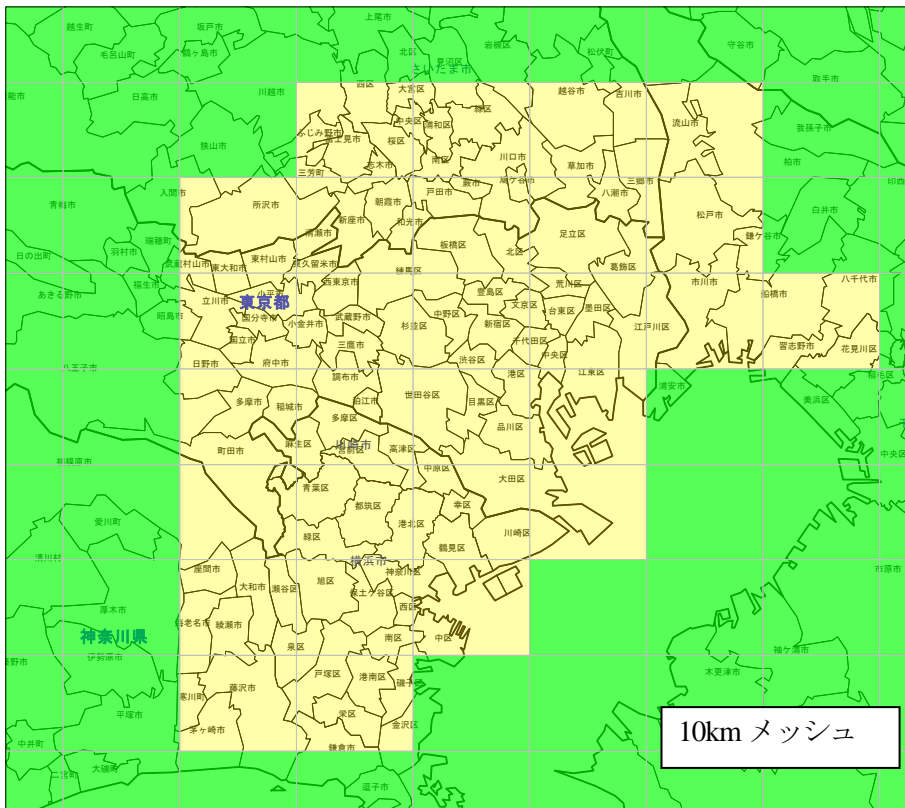 越生町
坂戸市
上尾市
毛呂山町
鶴ヶ島市
北区
岩槻区
見沼区
松伏町
守谷市
さいたま市
取手市
日高市
川越市
西区
大宮区
緑区
越谷市
吉川市
流山市
我孫子市
狭山市
ふじみ野市
富士見市
中央区
浦和区
桜区
南区
川口市
草加市
柏市
三芳町
志木市
戸田市
蕨市
鳩ケ谷市
八潮市
三郷市
印西
青梅市
入間市
所沢市
新座市
朝霞市
和光市
板橋区
北区
足立区
松戸市
白井市
鎌ケ谷市
日の出町
羽村市
瑞穂町
武蔵村山市
東大和市
東村山市
清瀬市
東久留米市
練馬区
葛飾区
あきる野市
福生市
昭島市
立川市
小平市
東京都
西東京市
豊島区
文京区
荒川区
台東区
墨田区
江戸川区
市川市
船橋市
八千代市
国分寺市
小金井市
武蔵野市
杉並区
中野区
新宿区
千代田区
中央区
国立市
府中市
三鷹市
渋谷区
習志野市
花見川区
八王子市
日野市
調布市
港区
江東区
浦安市
稲毛区
美浜区
多摩市
稲城市
狛江市
世田谷区
目黒区
品川区
多摩区
川崎市
町田市
麻生区
宮前区
高津区
中央区
相模原市
中原区
大田区
青葉区
都筑区
幸区
愛川町
港北区
川崎区
清川村
緑区
鶴見区
横浜市
座間市
大和市
瀬谷区
旭区
神奈川区
保土ケ谷区
市原市
厚木市
西区
神奈川県
海老名市
綾瀬市
泉区
南区
中区
伊勢原市
袖ケ浦市
木更津市
藤沢市
戸塚区
港南区
磯子区
寒川町
平塚市
茅ヶ崎市
栄区
金沢区
中井町
鎌倉市
二宮町
大磯町
逗子市
10km メッシュ